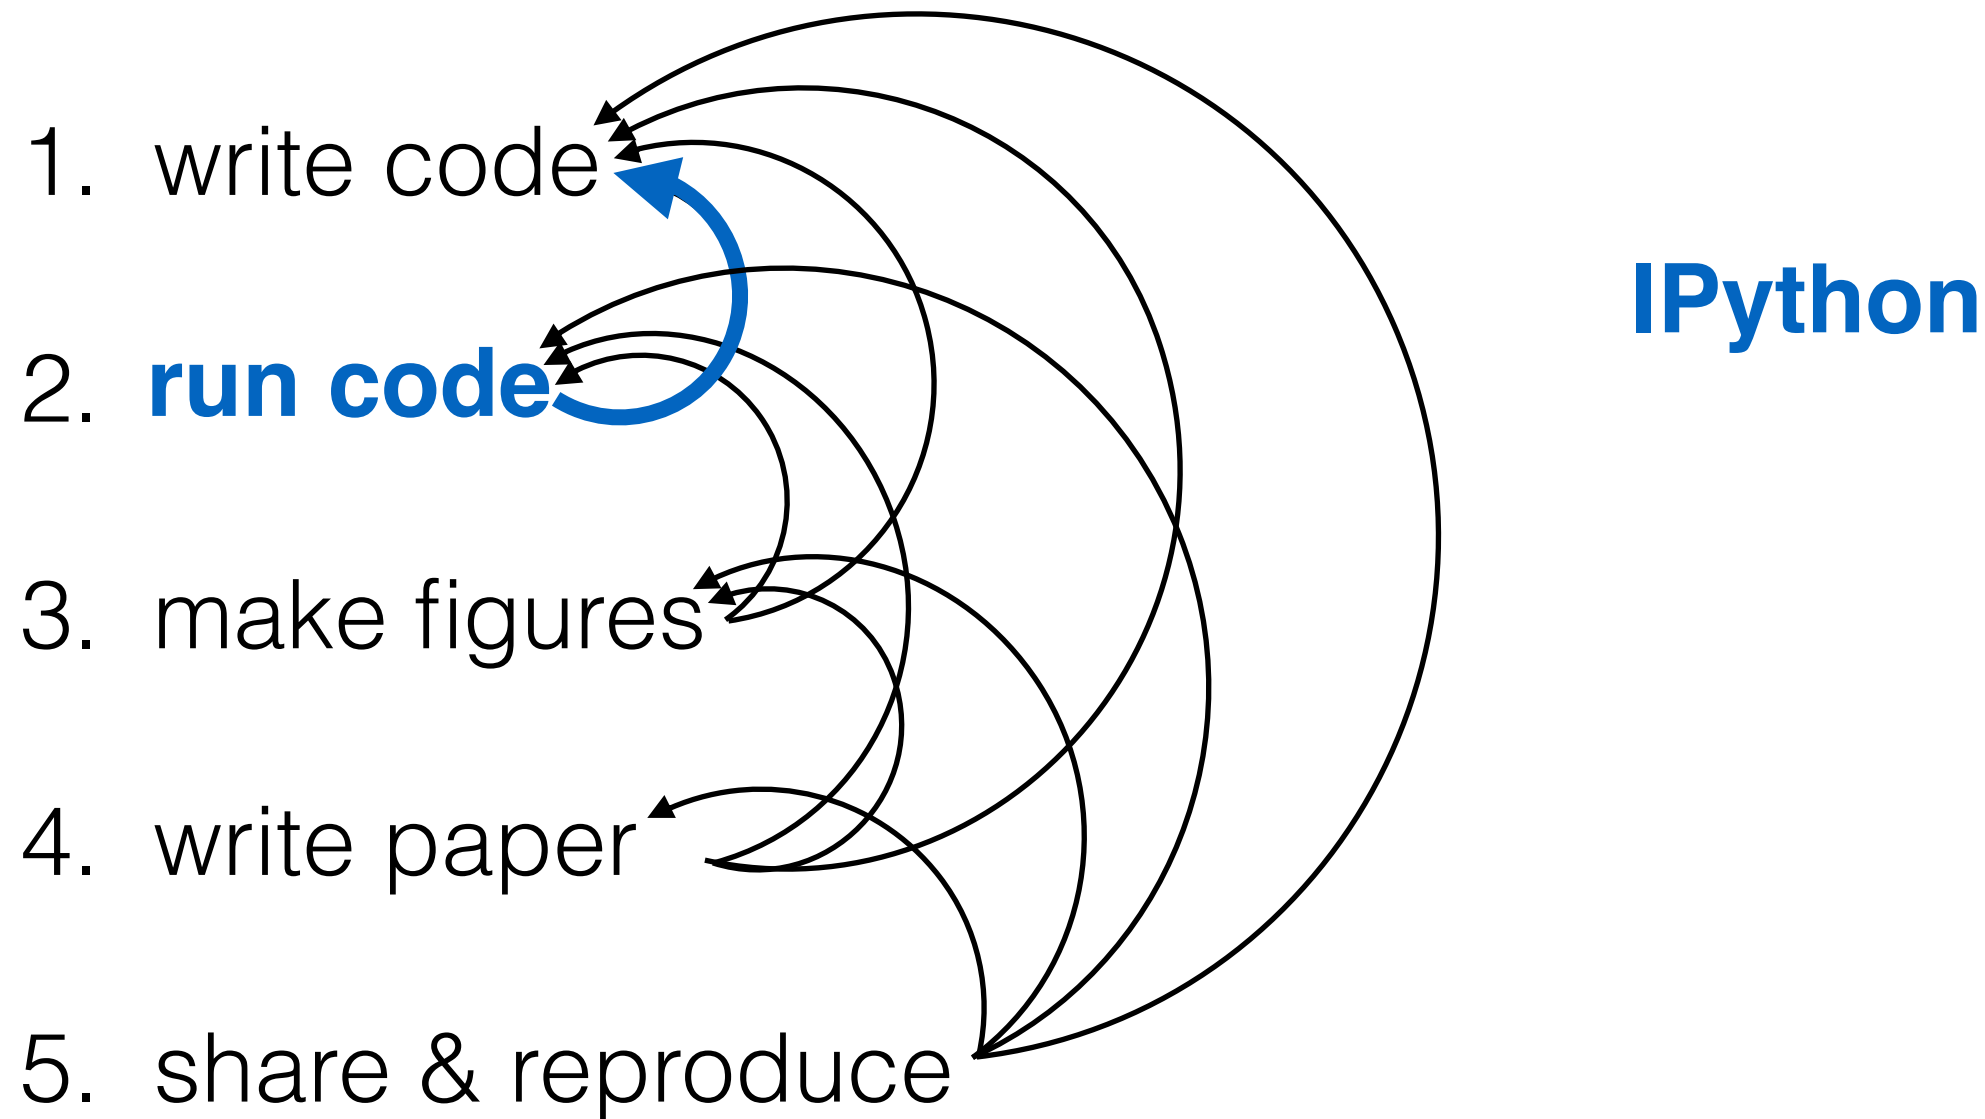 1. write code
IPython
2. run code
3. make figures
4. write paper
5. share & reproduce